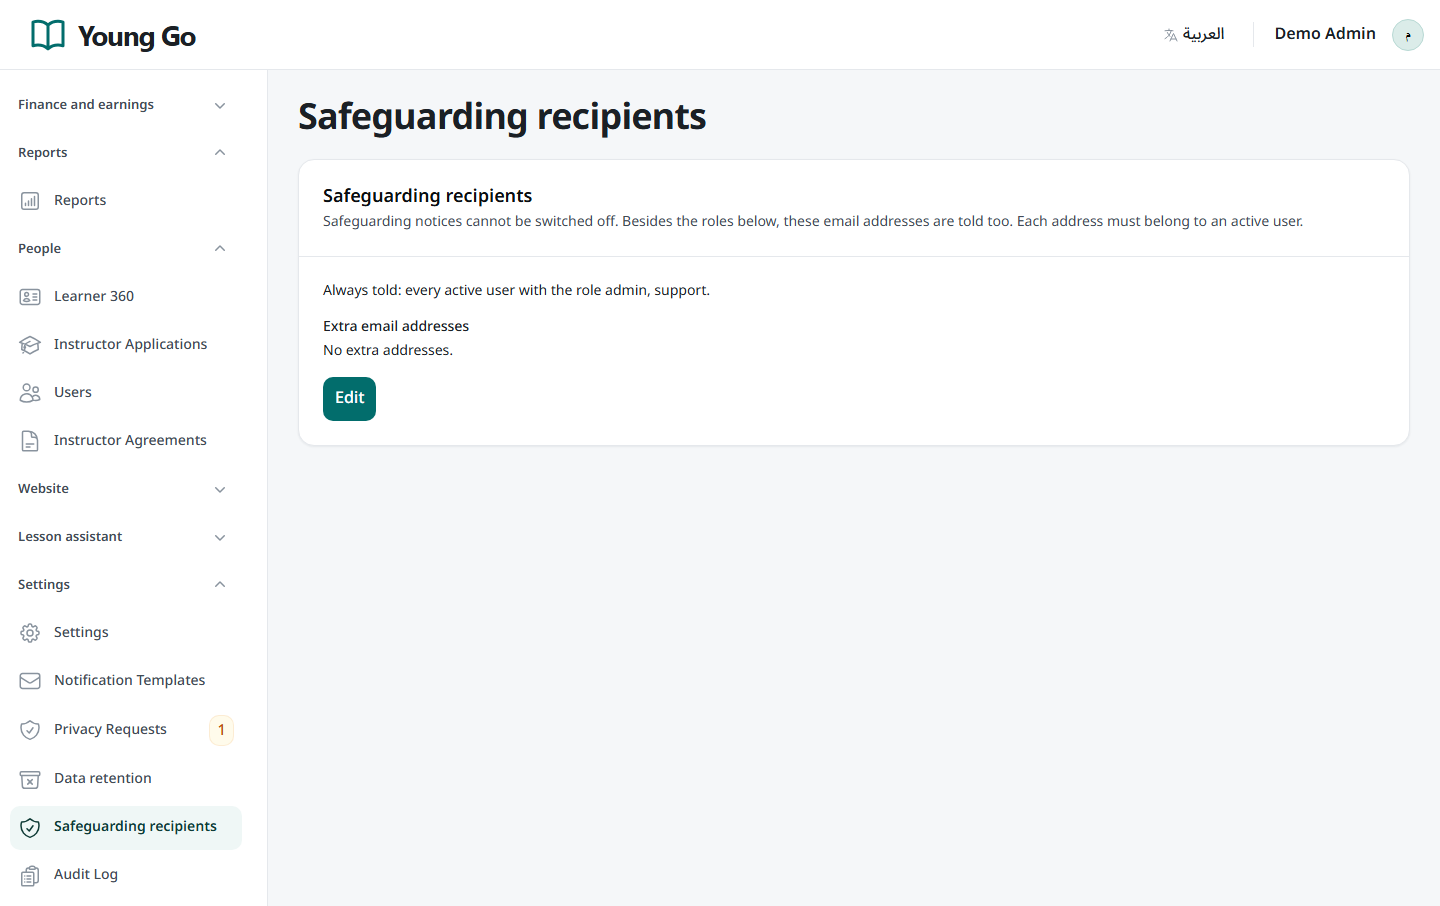 Young Go
العربية
Demo Admin
م
Finance and earnings
Reports
Reports
People
Learner 360
Instructor Applications
Users
Instructor Agreements
Website
Lesson assistant
Settings
Settings
Notification Templates
Privacy Requests
1
Data retention
Safeguarding recipients
Audit Log
Safeguarding recipients
Safeguarding recipients
Safeguarding notices cannot be switched off. Besides the roles below, these email addresses are told too. Each address must belong to an active user.
Always told: every active user with the role admin, support.
Extra email addresses
No extra addresses.
Edit